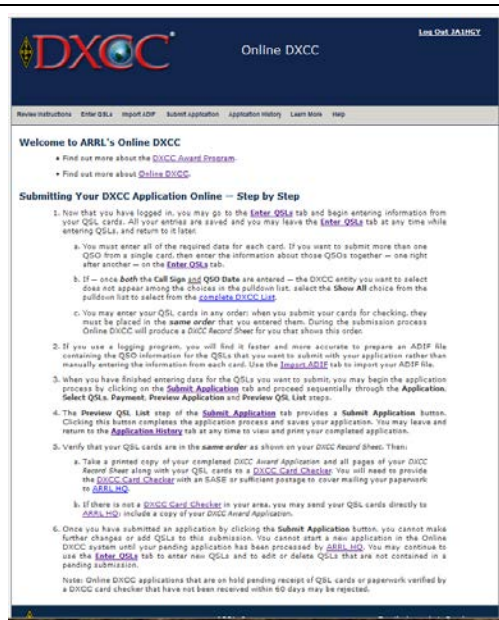 DXCC
Online DXCC
Log Out JA1HGY
Review Instructions Enter QSLs Import ADIF Submit Application Application History Learn More Help
Welcome to ARRL's Online DXCC
• Find out more about the DXCC Award Program.
• Find out more about Online DXCC.
Submitting Your DXCC Application Online — Step by Step
1. Now that you have logged in, you may go to the Enter QSLs tab and begin entering information from
your QSL cards. All your entries are saved and you may leave the Enter QSLs tab at any time while
entering QSLs, and return to it later.
a. You must enter all of the required data for each card. If you want to submit more than one
QSO from a single card, then enter the information about those QSOs together — one right
after another — on the Enter QSLs tab.
b. If — once both the Call Sign and QSO Date are entered — the DXCC entity you want to select
does not appear among the choices in the pulldown list, select the Show All choice from the
pulldown list to select from the complete DXCC List.
c. You may enter your QSL cards in any order: when you submit your cards for checking, they
must be placed in the same order that you entered them. During the submission process
Online DXCC will produce a DXCC Record Sheet for you that shows this order.
2. If you use a logging program, you will find it faster and more accurate to prepare an ADIF file
containing the QSO information for the QSLs that you want to submit with your application rather than
manually entering the information from each card. Use the Import ADIF tab to import your ADIF file.
3. When you have finished entering data for the QSLs you want to submit, you may begin the application
process by clicking on the Submit Application tab and proceed sequentially through the Application,
Select QSLs, Payment, Preview Application and Preview QSL List steps.
4. The Preview QSL List step of the Submit Application tab provides a Submit Application button.
Clicking this button completes the application process and saves your application. You may leave and
return to the Application History tab at any time to view and print your completed application.
5. Verify that your QSL cards are in the same order as shown on your DXCC Record Sheet. Then:
a. Take a printed copy of your completed DXCC Award Application and all pages of your DXCC
Record Sheet along with your QSL cards to a DXCC Card Checker. You will need to provide
the DXCC Card Checker with an SASE or sufficient postage to cover mailing your paperwork
to ARRL HQ.
b. If there is not a DXCC Card Checker in your area, you may send your QSL cards directly to
ARRL HQ; include a copy of your DXCC Award Application.
6. Once you have submitted an application by clicking the Submit Application button, you cannot make
further changes or add QSLs to this submission. You cannot start a new application in the Online
DXCC system until your pending application has been processed by ARRL HQ. You may continue to
use the Enter QSLs tab to enter new QSLs and to edit or delete QSLs that are not contained in a
pending submission.
Note: Online DXCC applications that are on hold pending receipt of QSL cards or paperwork verified by
a DXCC card checker that have not been received within 60 days may be rejected.